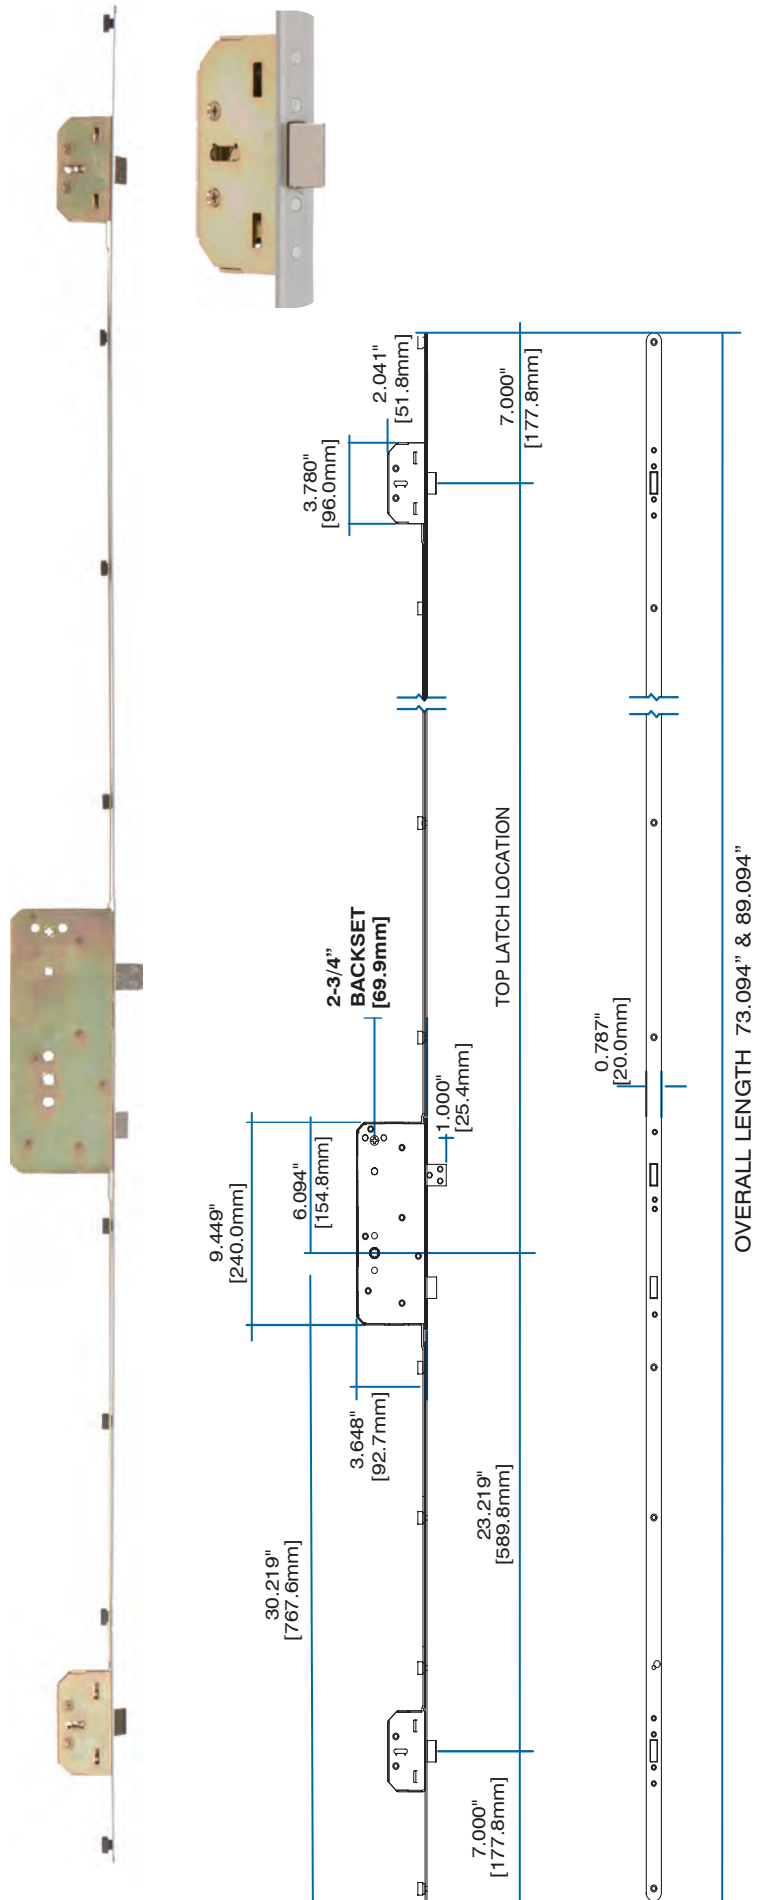 2.041"
[51.8mm]
7.000"
[177.8mm]
3.780"
[96.0mm]
TOP LATCH LOCATION
2-3/4”
BACKSET
[69.9mm]
OVERALL LENGTH 73.094” & 89.094”
0.787"
[20.0mm]
1.000"
[25.4mm]
6.094"
[154.8mm]
9.449"
[240.0mm]
3.648"
[92.7mm]
23.219"
[589.8mm]
30.219"
[767.6mm]
7.000"
[177.8mm]